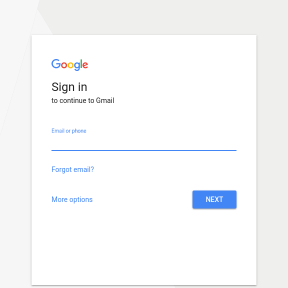 Google
Sign in
to continue to Gmail
Email or phone
Forgot email?
More options
NEXT